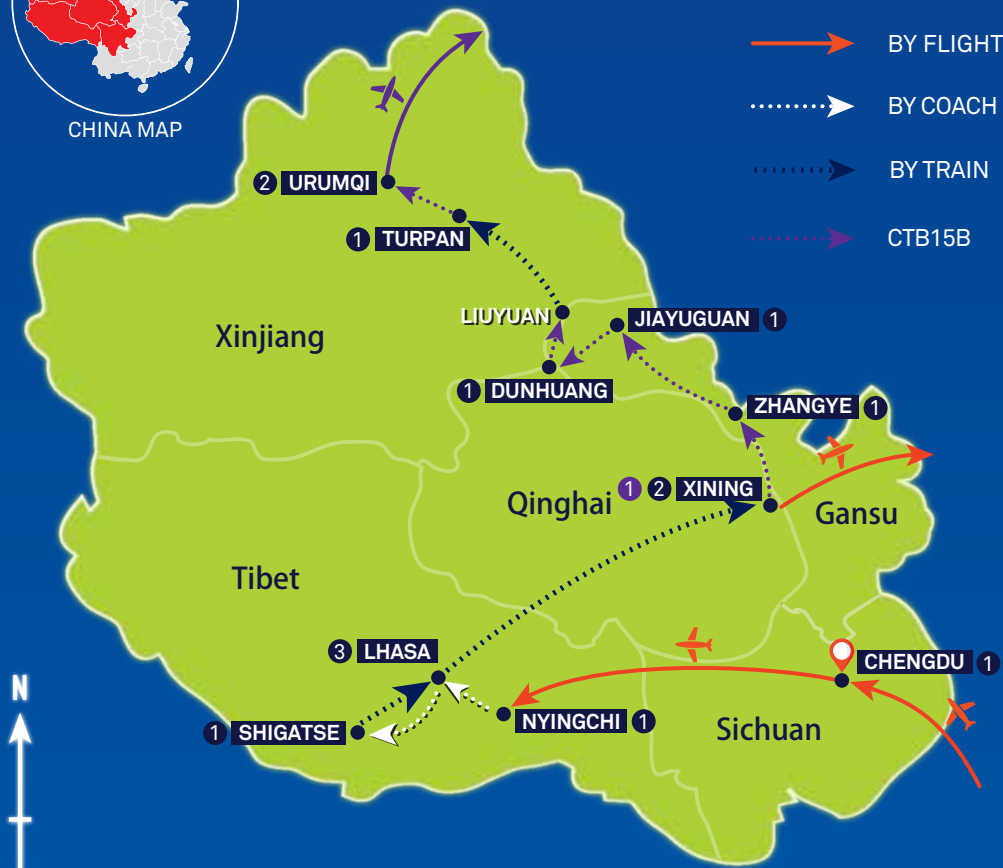 CHINA MAP
BY FLIGHT
BY COACH
BY TRAIN
CTB15B
2 URUMQI
1 TURPAN
LIUYUAN
JIAYUGUAN 1
Xinjiang
1 DUNHUANG
ZHANGYE 1
Qinghai
1 2 XINING
Gansu
Tibet
3 LHASA
CHENGDU 1
1 SHIGATSE
NYINGCHI 1
Sichuan
N